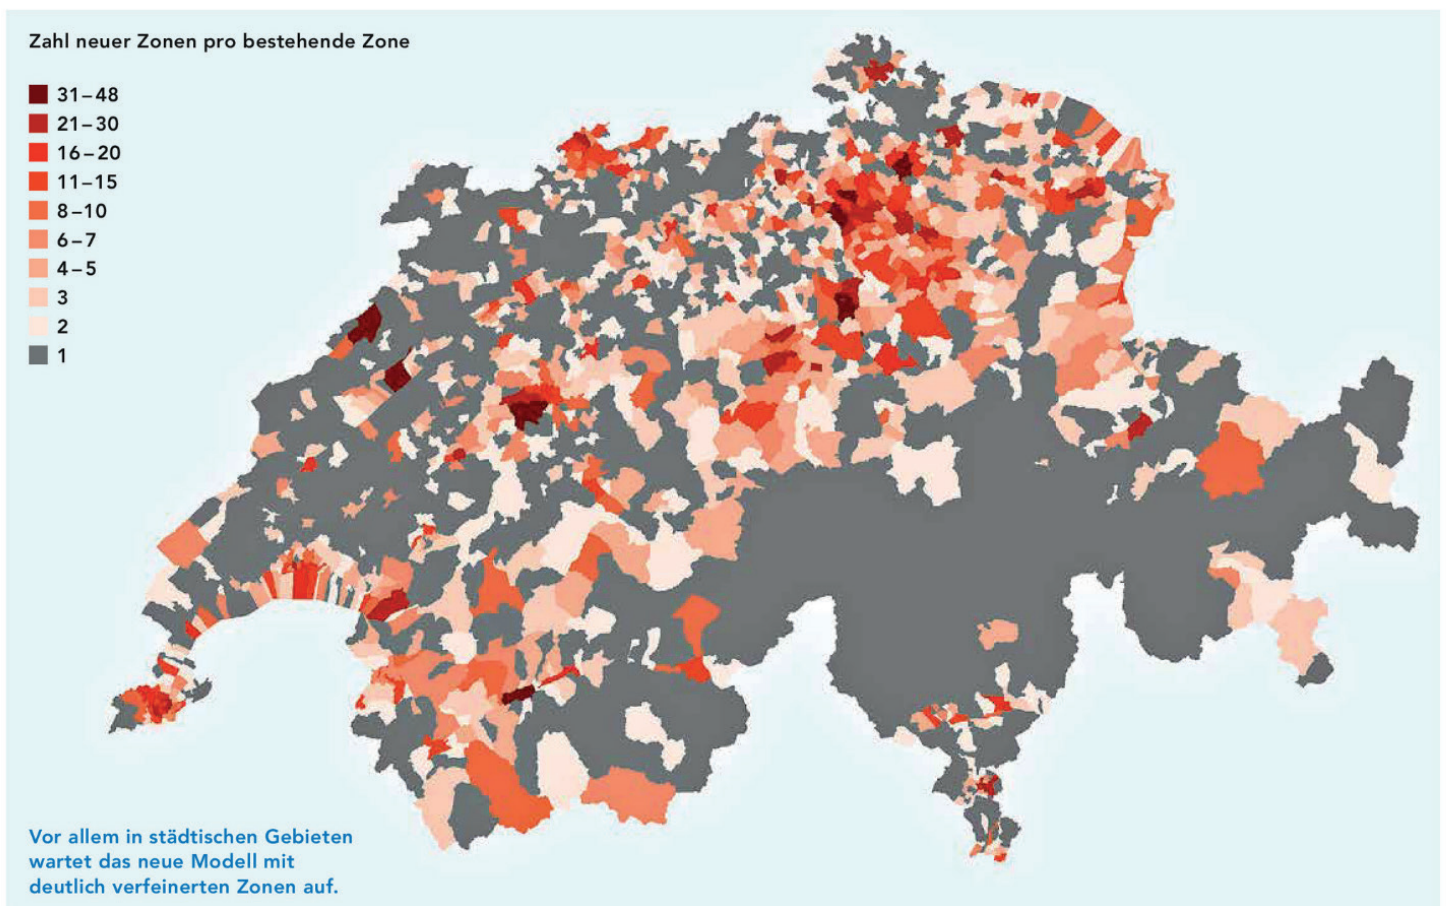 Zahl neuer Zonen pro bestehende Zone
31–48
21–30
16–20
11–15
8–10
6–7
4–5
3
2
1
Vor allem in städtischen Gebieten
wartet das neue Modell mit
deutlich verfeinerten Zonen auf.